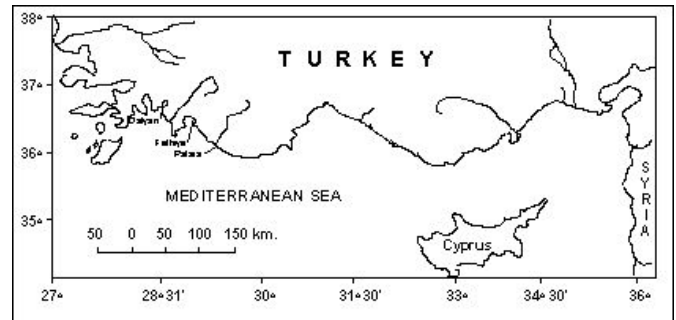 38°
TURKEY
37°
Dalyan
Fethiye
Patara
36°
MEDITERRANEAN SEA
SYRIA
35°
50 0 50 100 150 km.
Cyprus
27° 28°31' 30° 31°30' 33° 34°30' 36°